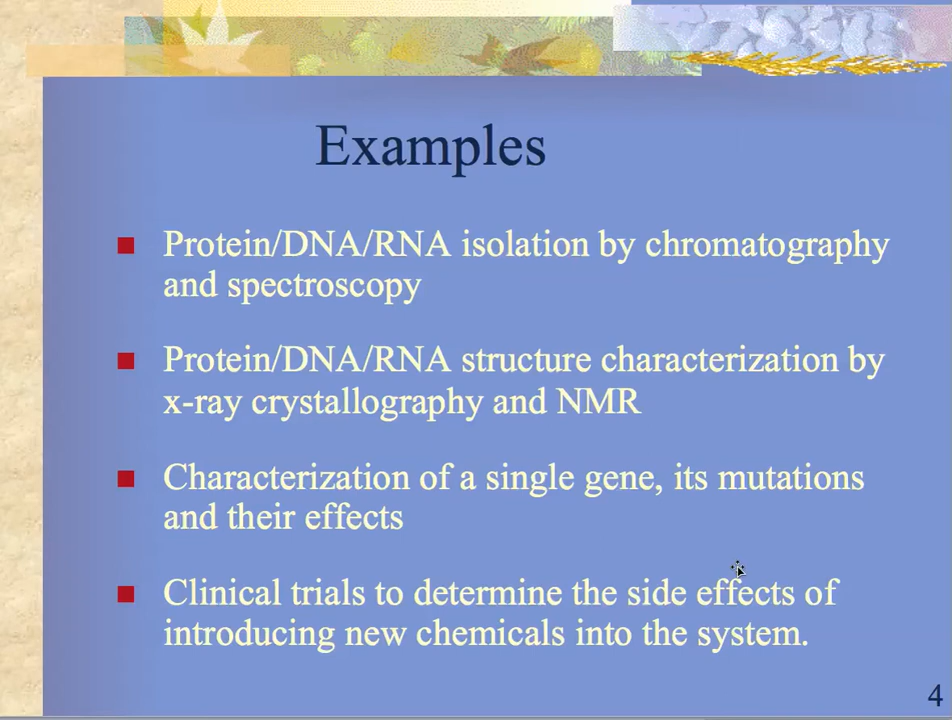 Examples
Protein/DNA/RNA isolation by chromatography
and spectroscopy
Protein/DNA/RNA structure characterization by
x-ray crystallography and NMR
Characterization of a single gene, its mutations
and their effects
Clinical trials to determine the side effects of
introducing new chemicals into the system.
4